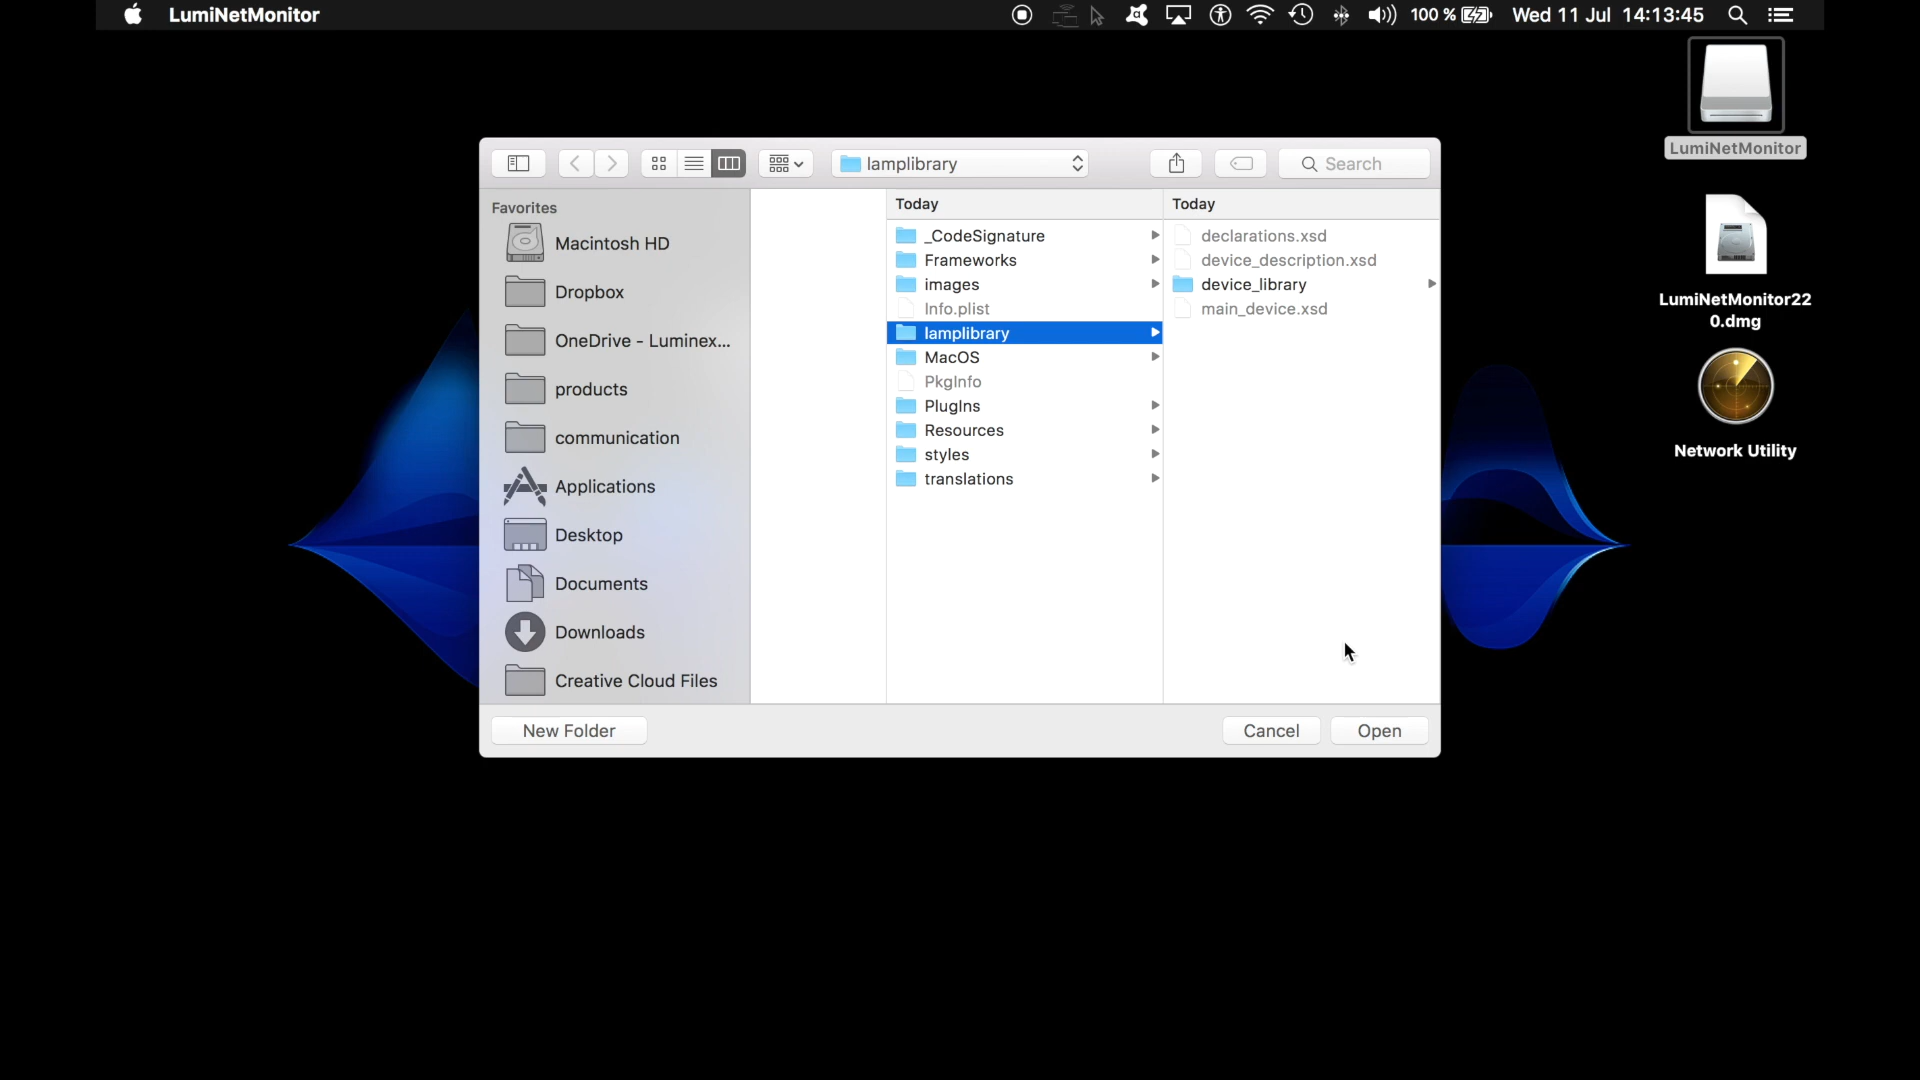 LumiNetMonitor
100 %
Wed 11 Jul 14:13:45
LumiNetMonitor
LumiNetMonitor22
0.dmg
Network Utility
lamplibrary
Search
Favorites
Macintosh HD
Dropbox
OneDrive - Luminex...
products
communication
Applications
Desktop
Documents
Downloads
Creative Cloud Files
Today
_CodeSignature
Frameworks
images
Info.plist
lamplibrary
MacOS
PkgInfo
PlugIns
Resources
styles
translations
Today
declarations.xsd
device_description.xsd
device_library
main_device.xsd
New Folder
Cancel
Open